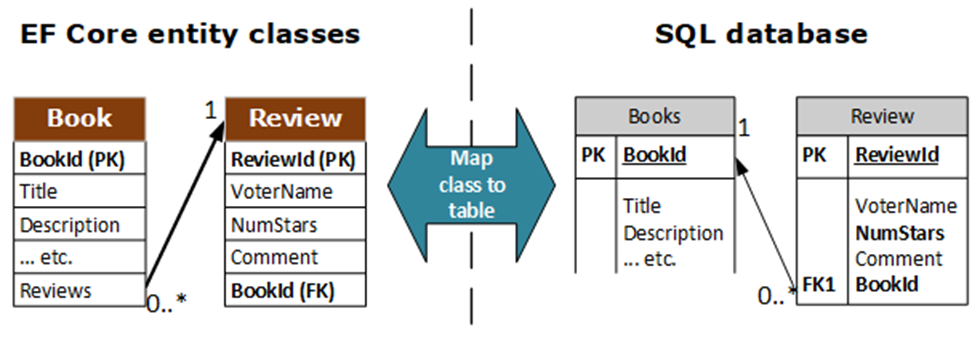 EF Core entity classes
SQL database
Book
BookId (PK)
Title
Description
... etc.
Reviews
1
0..*
Review
ReviewId (PK)
VoterName
NumStars
Comment
BookId (FK)
Map
class to
table
Books
PK BookId
Title
Description
... etc.
1
0..*
Review
PK ReviewId
VoterName
NumStars
Comment
FK1 BookId